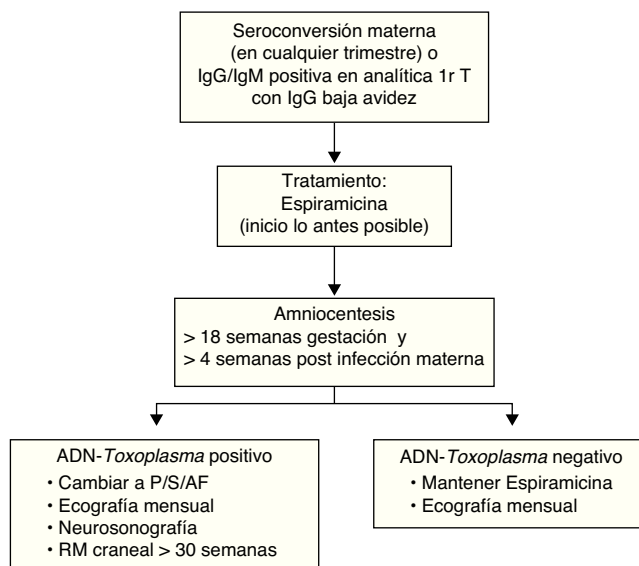 Seroconversión materna
(en cualquier trimestre) o
IgG/IgM positiva en analítica 1r T
con IgG baja avidez
Tratamiento:
Espiramicina
(inicio lo antes posible)
Amniocentesis
> 18 semanas gestación y
> 4 semanas post infección materna
ADN-Toxoplasma positivo
• Cambiar a P/S/AF
• Ecografía mensual
• Neurosonografía
• RM craneal > 30 semanas
ADN-Toxoplasma negativo
• Mantener Espiramicina
• Ecografía mensual